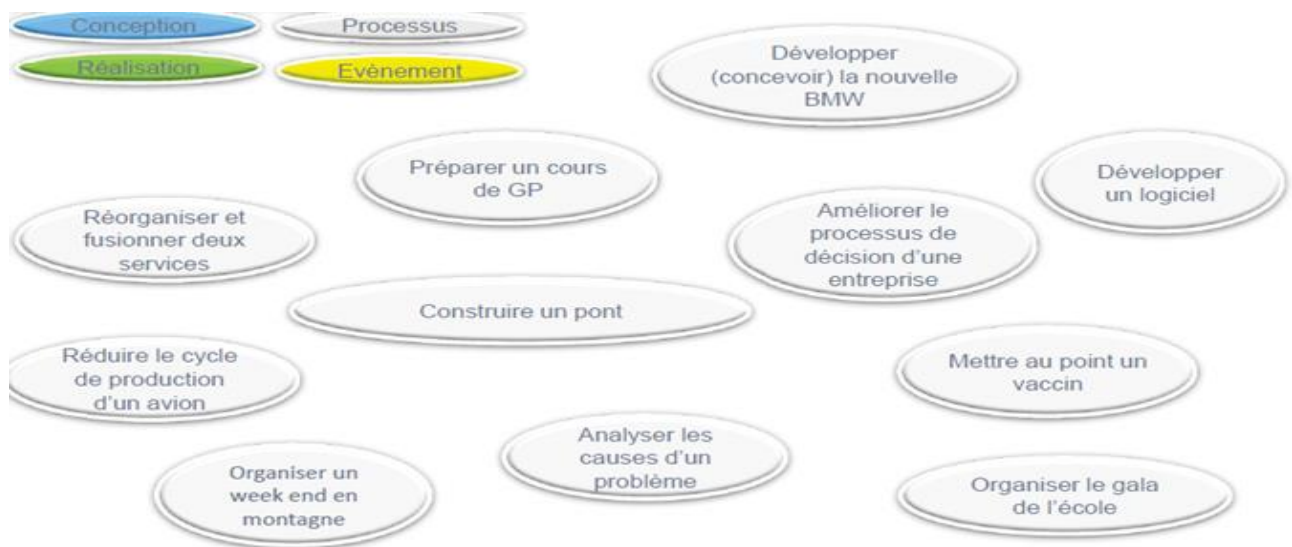 Conception
Processus
Réalisation
Evènement
Développer
(concevoir) la nouvelle
BMW
Préparer un cours
de GP
Développer
un logiciel
Réorganiser et
fusionner deux
services
Améliorer le
processus de
décision d'une
entreprise
Construire un pont
Réduire le cycle
de production
d'un avion
Mettre au point un
vaccin
Analyser les
causes d'un
problème
Organiser un
week end en
montagne
Organiser le gala
de l'école